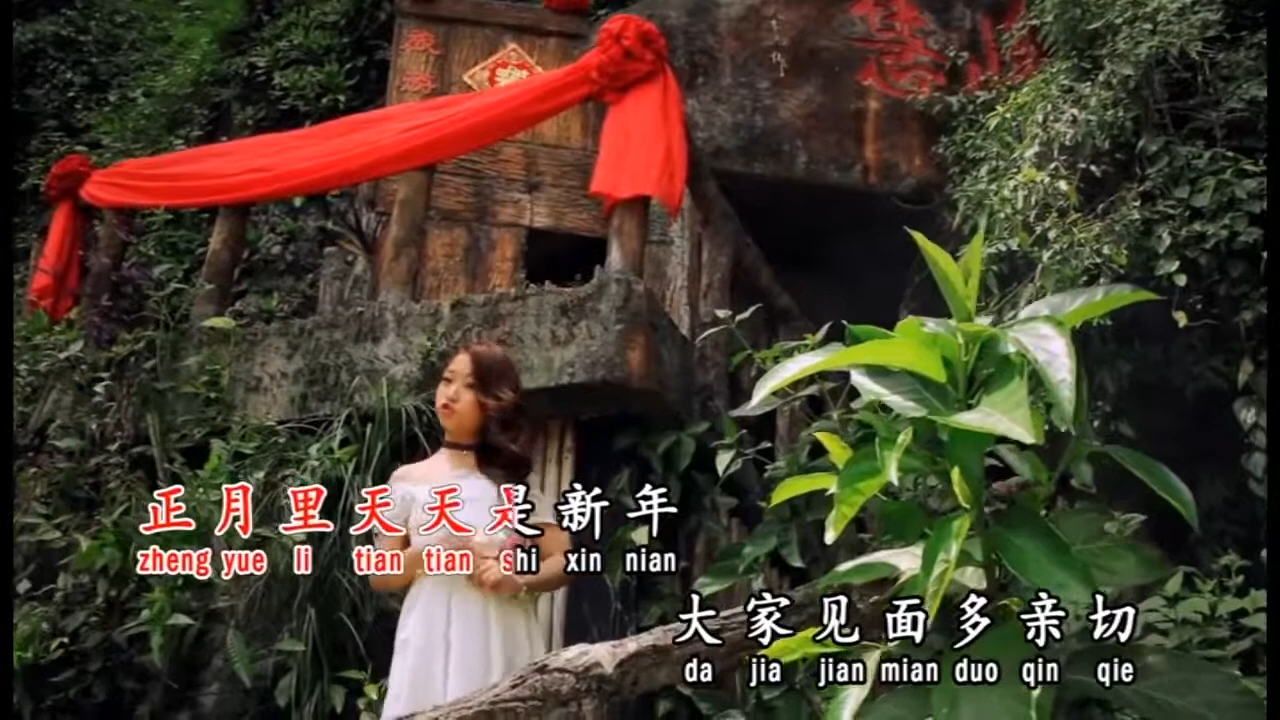 正月里天天是新年
zheng yue li tian tian shi xin nian
大家见面多亲切
da jia jian mian duo qin qie